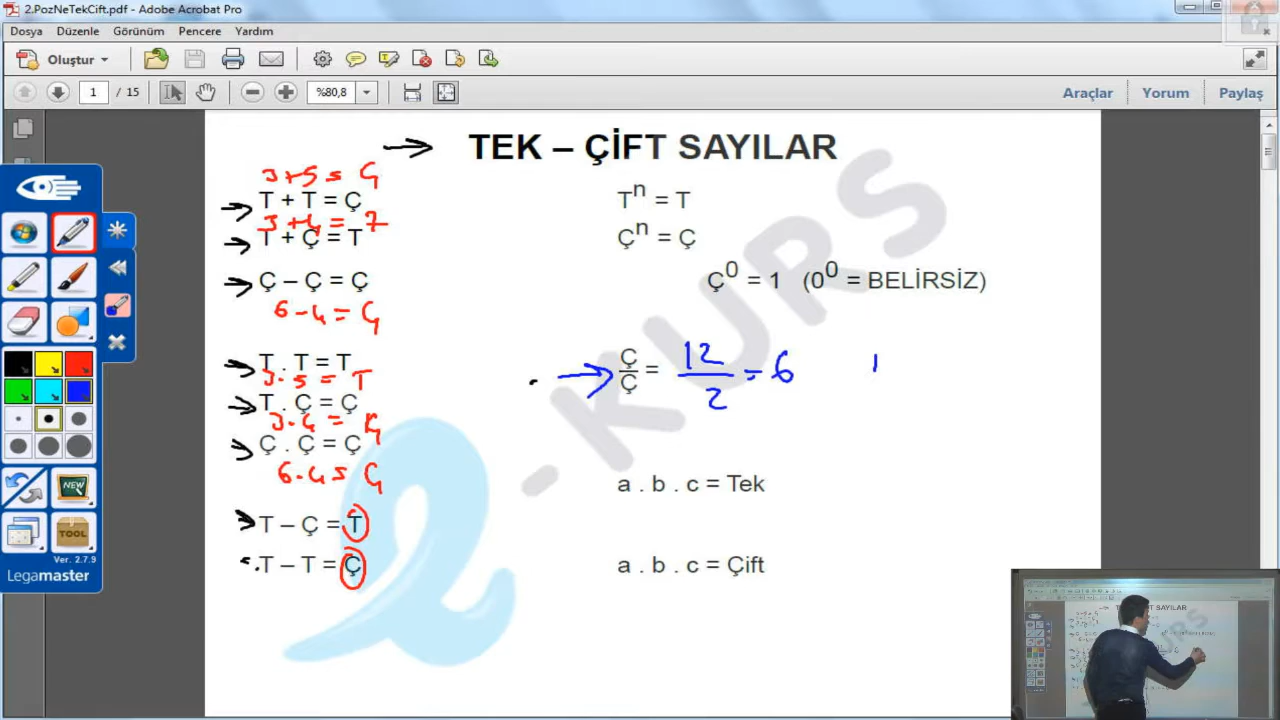 2.PozNeTekCift.pdf - Adobe Acrobat Pro
Dosya Düzenle Görünüm Pencere Yardım
Oluştur
1 / 15 %80,8 Araçlar Yorum Paylaş
TEK – ÇİFT SAYILAR
3+5 = Ç
T + T = Ç
3+4 = 7
T + Ç = T
Ç – Ç = Ç
6-4 = Ç
T . T = T
3.5 = T
T . Ç = Ç
3.4 = Ç
Ç . Ç = Ç
6.4 = Ç
T – Ç = T
T – T = Ç
Tⁿ = T
Çⁿ = Ç
Ç⁰ = 1 (0⁰ = BELİRSİZ)
Ç/Ç = 12/2 = 6 1
a . b . c = Tek
a . b . c = Çift
e-KURS
NEW
TOOL
Ver. 2.7.9
Legamaster